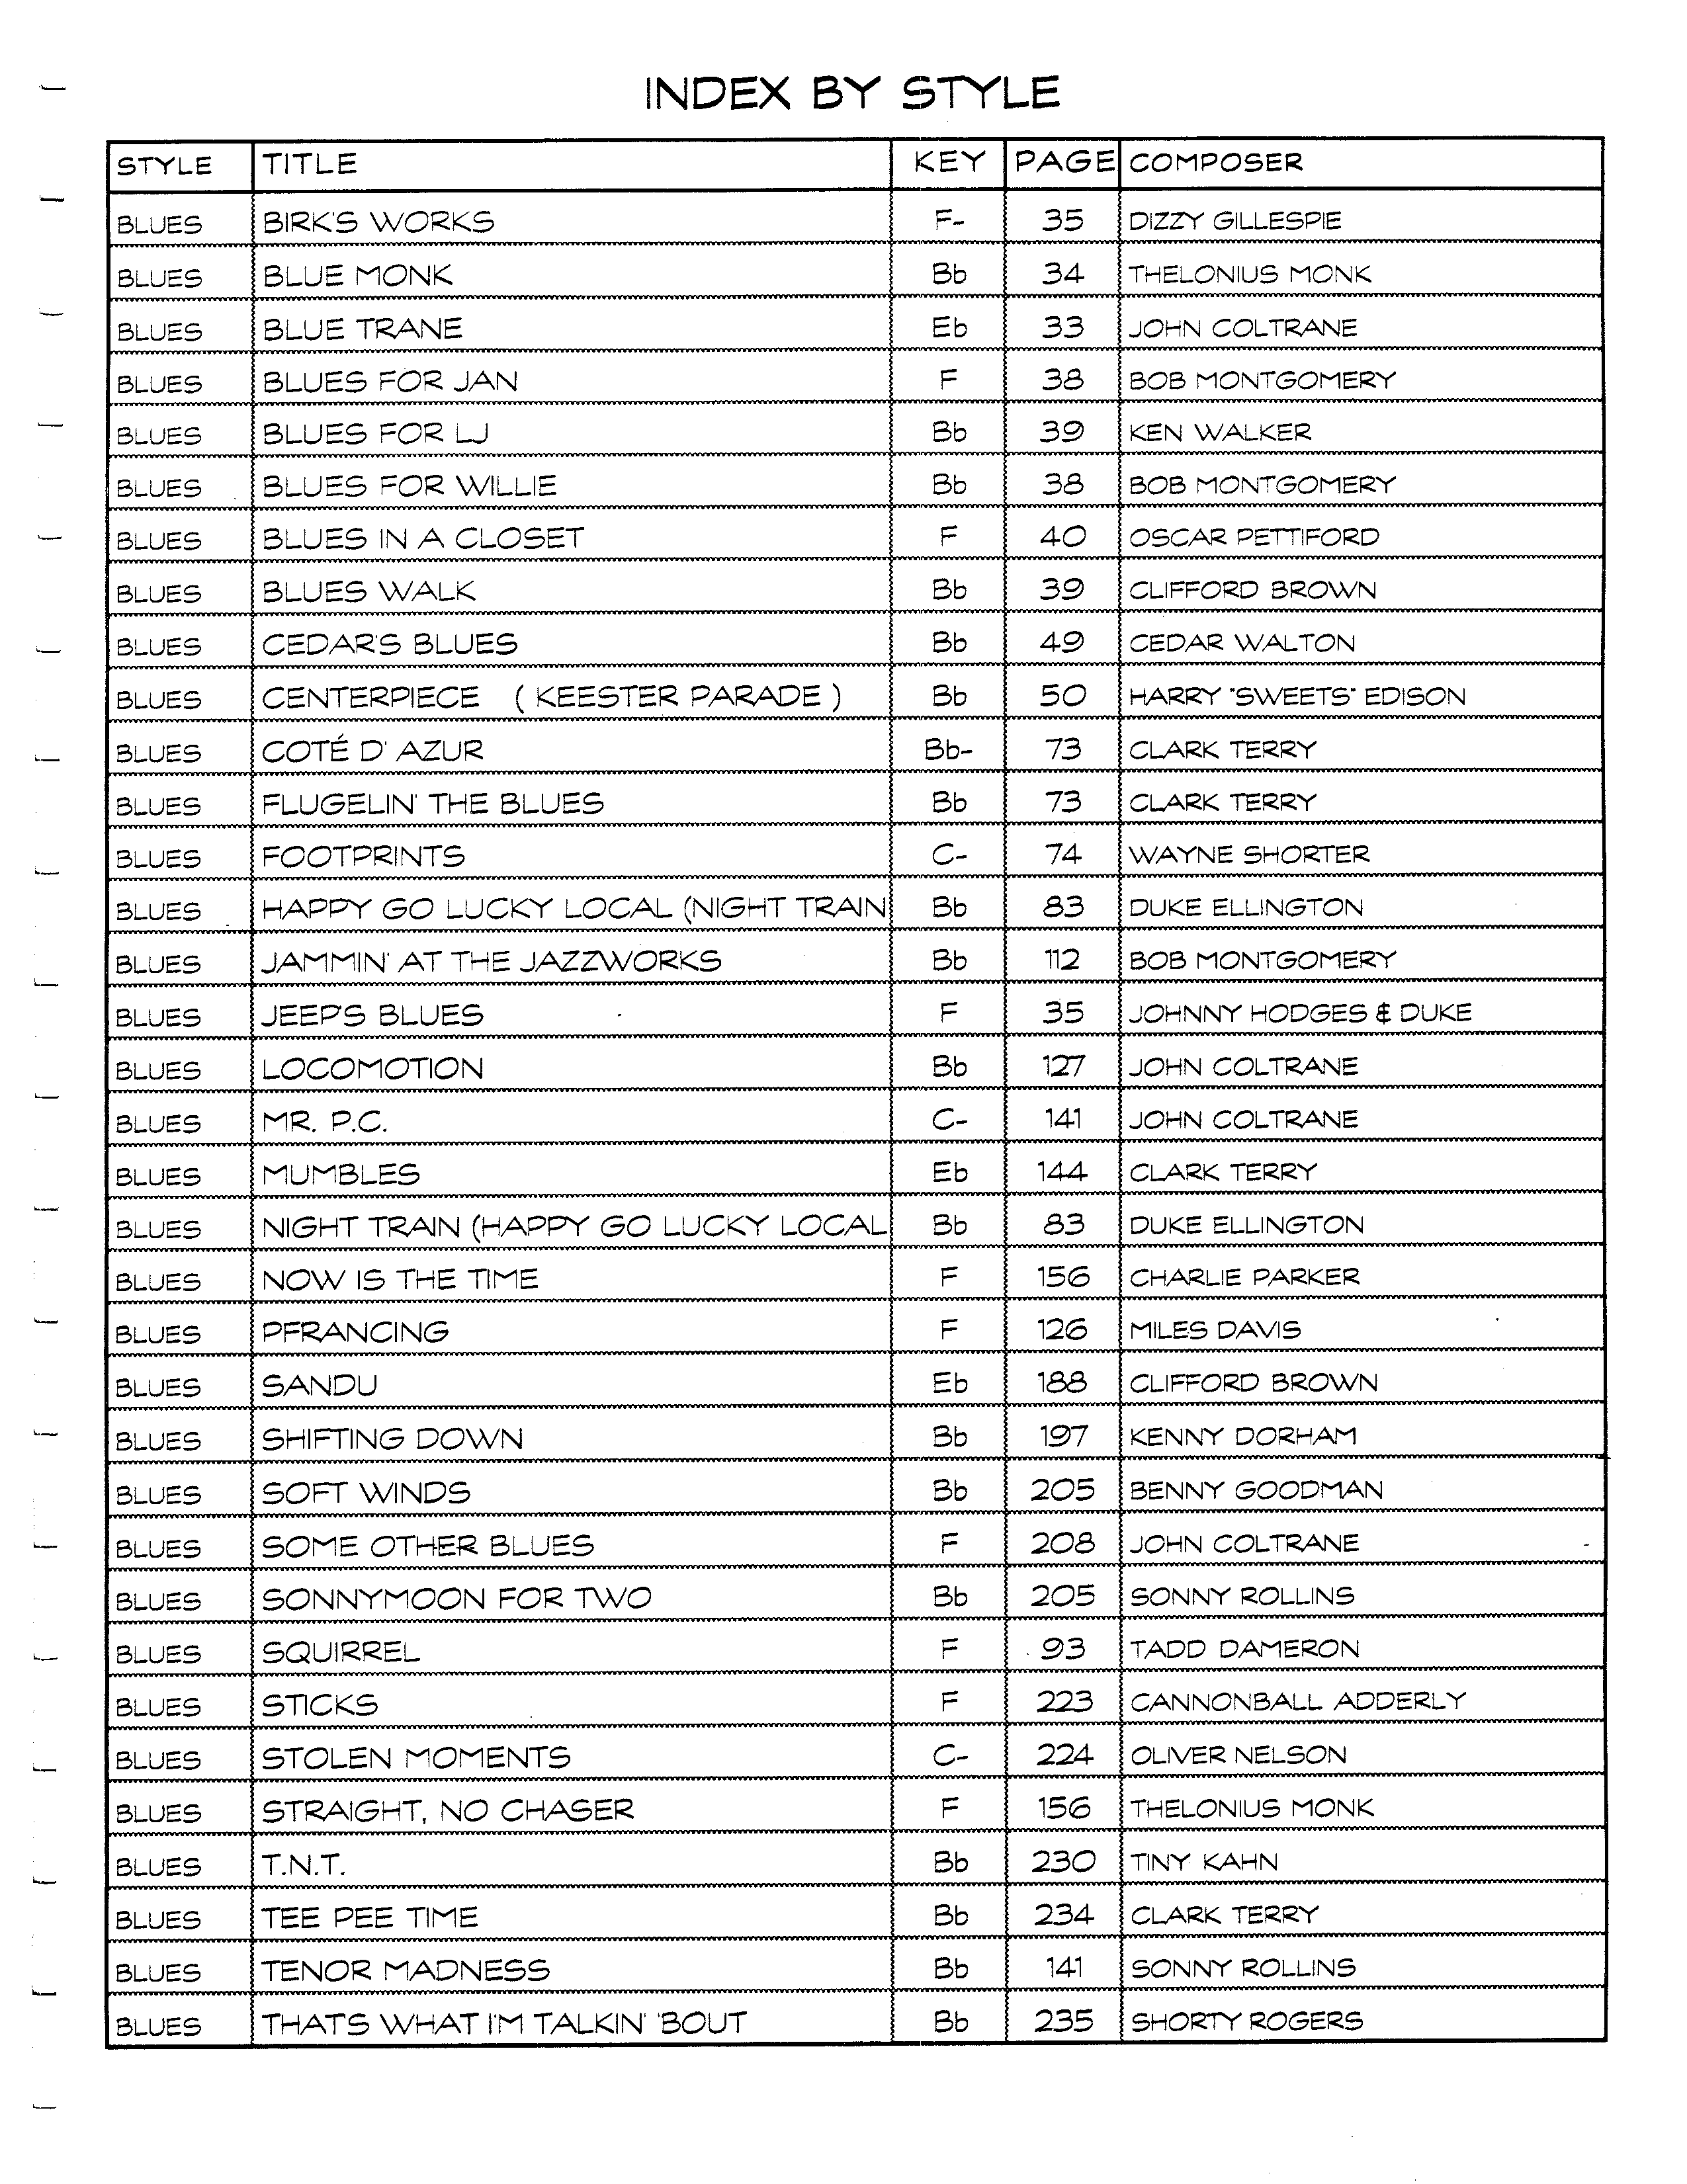 INDEX BY STYLE
STYLE TITLE KEY PAGE COMPOSER
BLUES BIRK'S WORKS F- 35 DIZZY GILLESPIE
BLUES BLUE MONK Bb 34 THELONIUS MONK
BLUES BLUE TRANE Eb 33 JOHN COLTRANE
BLUES BLUES FOR JAN F 38 BOB MONTGOMERY
BLUES BLUES FOR LJ Bb 39 KEN WALKER
BLUES BLUES FOR WILLIE Bb 38 BOB MONTGOMERY
BLUES BLUES IN A CLOSET F 40 OSCAR PETTIFORD
BLUES BLUES WALK Bb 39 CLIFFORD BROWN
BLUES CEDAR'S BLUES Bb 49 CEDAR WALTON
BLUES CENTERPIECE ( KEESTER PARADE ) Bb 50 HARRY "SWEETS" EDISON
BLUES COTÉ D' AZUR Bb- 73 CLARK TERRY
BLUES FLUGELIN' THE BLUES Bb 73 CLARK TERRY
BLUES FOOTPRINTS C- 74 WAYNE SHORTER
BLUES HAPPY GO LUCKY LOCAL (NIGHT TRAIN Bb 83 DUKE ELLINGTON
BLUES JAMMIN' AT THE JAZZWORKS Bb 112 BOB MONTGOMERY
BLUES JEEP'S BLUES F 35 JOHNNY HODGES & DUKE
BLUES LOCOMOTION Bb 127 JOHN COLTRANE
BLUES MR. P.C. C- 141 JOHN COLTRANE
BLUES MUMBLES Eb 144 CLARK TERRY
BLUES NIGHT TRAIN (HAPPY GO LUCKY LOCAL Bb 83 DUKE ELLINGTON
BLUES NOW IS THE TIME F 156 CHARLIE PARKER
BLUES PFRANCING F 126 MILES DAVIS
BLUES SANDU Eb 188 CLIFFORD BROWN
BLUES SHIFTING DOWN Bb 197 KENNY DORHAM
BLUES SOFT WINDS Bb 205 BENNY GOODMAN
BLUES SOME OTHER BLUES F 208 JOHN COLTRANE
BLUES SONNYMOON FOR TWO Bb 205 SONNY ROLLINS
BLUES SQUIRREL F 93 TADD DAMERON
BLUES STICKS F 223 CANNONBALL ADDERLY
BLUES STOLEN MOMENTS C- 224 OLIVER NELSON
BLUES STRAIGHT, NO CHASER F 156 THELONIUS MONK
BLUES T.N.T. Bb 230 TINY KAHN
BLUES TEE PEE TIME Bb 234 CLARK TERRY
BLUES TENOR MADNESS Bb 141 SONNY ROLLINS
BLUES THAT'S WHAT I'M TALKIN' 'BOUT Bb 235 SHORTY ROGERS